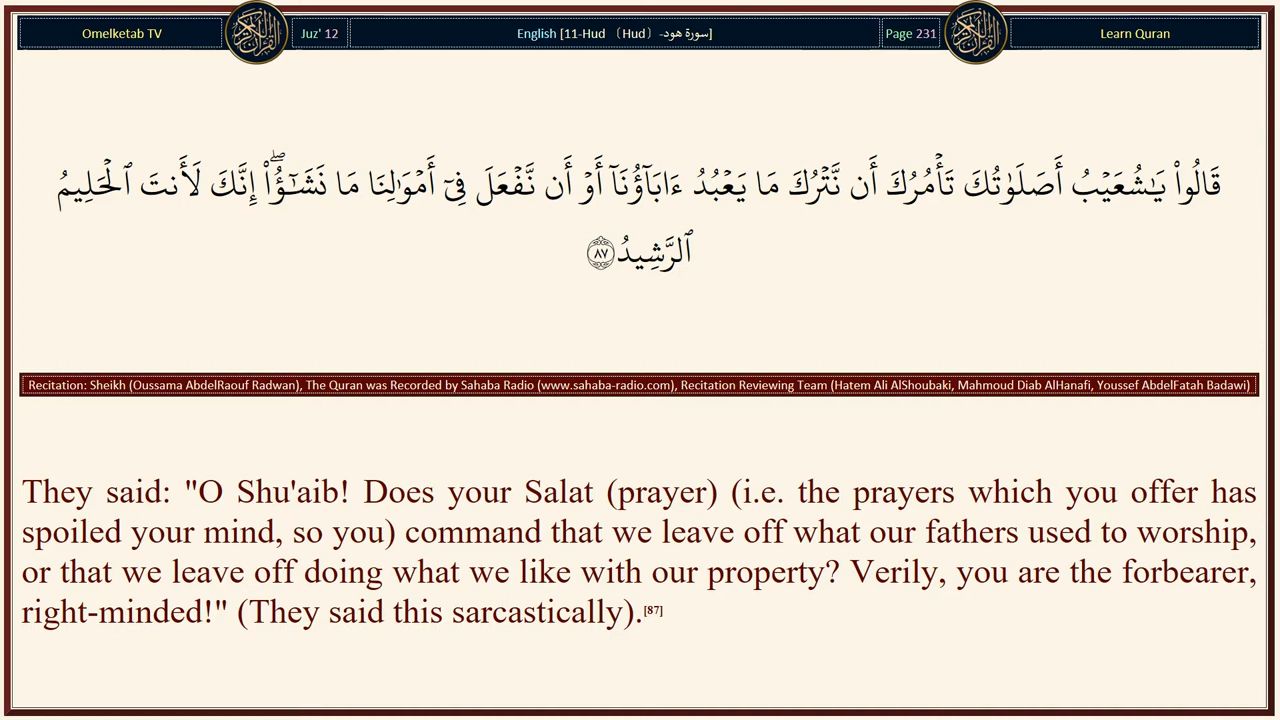 Omelketab TV
Juz' 12
English [11-Hud 〔Hud〕 -سورة هود]
Page 231
Learn Quran
قَالُوا۟ يَـٰشُعَيْبُ أَصَلَوٰتُكَ تَأْمُرُكَ أَن نَّتْرُكَ مَا يَعْبُدُ ءَابَآؤُنَآ أَوْ أَن نَّفْعَلَ فِىٓ أَمْوَٰلِنَا مَا نَشَـٰٓؤُا۟ ۖ إِنَّكَ لَأَنتَ ٱلْحَلِيمُ
ٱلرَّشِيدُ ٨٧
Recitation: Sheikh (Oussama AbdelRaouf Radwan), The Quran was Recorded by Sahaba Radio (www.sahaba-radio.com), Recitation Reviewing Team (Hatem Ali AlShoubaki, Mahmoud Diab AlHanafi, Youssef AbdelFatah Badawi)
They said: "O Shu'aib! Does your Salat (prayer) (i.e. the prayers which you offer has
spoiled your mind, so you) command that we leave off what our fathers used to worship,
or that we leave off doing what we like with our property? Verily, you are the forbearer,
right-minded!" (They said this sarcastically).[87]